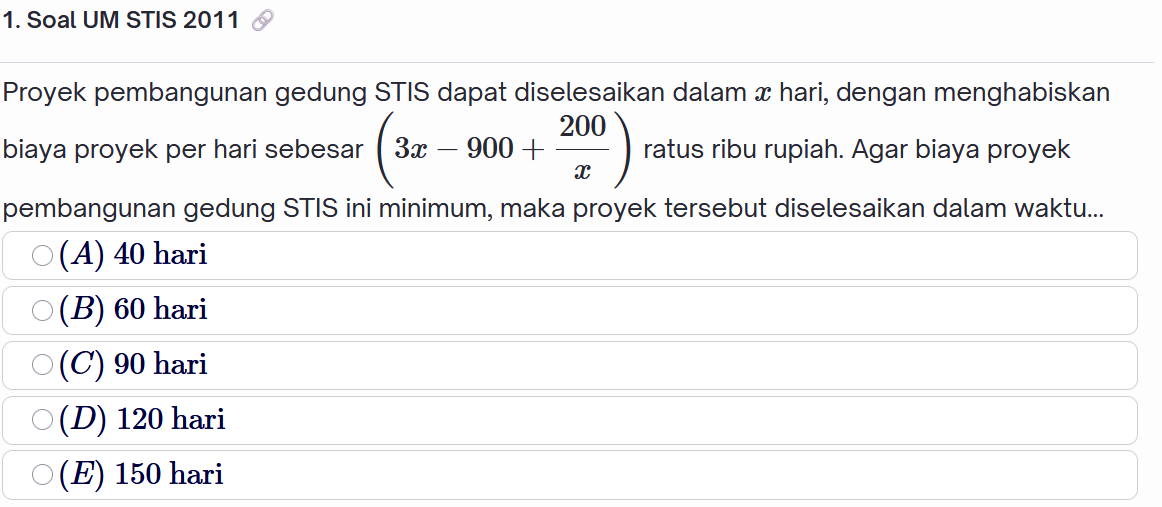 1. Soal UM STIS 2011
Proyek pembangunan gedung STIS dapat diselesaikan dalam x hari, dengan menghabiskan
biaya proyek per hari sebesar (3x − 900 + 200/x) ratus ribu rupiah. Agar biaya proyek
pembangunan gedung STIS ini minimum, maka proyek tersebut diselesaikan dalam waktu...
(A) 40 hari
(B) 60 hari
(C) 90 hari
(D) 120 hari
(E) 150 hari